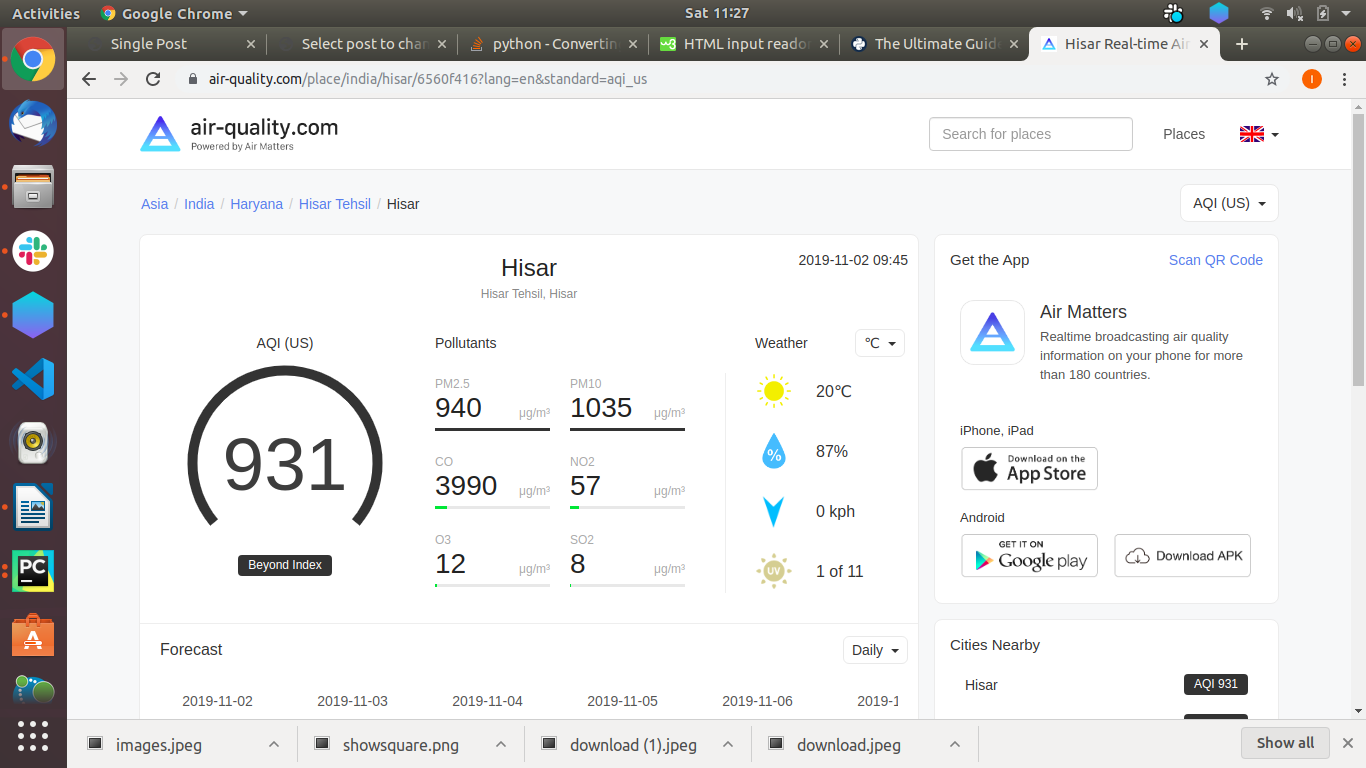 Activities
Google Chrome
Sat 11:27
Single Post
Select post to chan
python - Convertin
HTML input readon
The Ultimate Guide
Hisar Real-time Air
air-quality.com/place/india/hisar/6560f416?lang=en&standard=aqi_us
I
air-quality.com
Powered by Air Matters
Search for places
Places
Asia / India / Haryana / Hisar Tehsil / Hisar
AQI (US)
Hisar
2019-11-02 09:45
Hisar Tehsil, Hisar
AQI (US)
931
Beyond Index
Pollutants
PM2.5
940 µg/m³
PM10
1035 µg/m³
CO
3990 µg/m³
NO2
57 µg/m³
O3
12 µg/m³
SO2
8 µg/m³
Weather
℃
20℃
%
87%
0 kph
UV
1 of 11
Forecast
Daily
2019-11-02
2019-11-03
2019-11-04
2019-11-05
2019-11-06
2019-1
Get the App
Scan QR Code
Air Matters
Realtime broadcasting air quality
information on your phone for more
than 180 countries.
iPhone, iPad
Download on the
App Store
Android
GET IT ON
Google play
Download APK
Cities Nearby
Hisar
AQI 931
PC
A
images.jpeg
showsquare.png
download (1).jpeg
download.jpeg
Show all